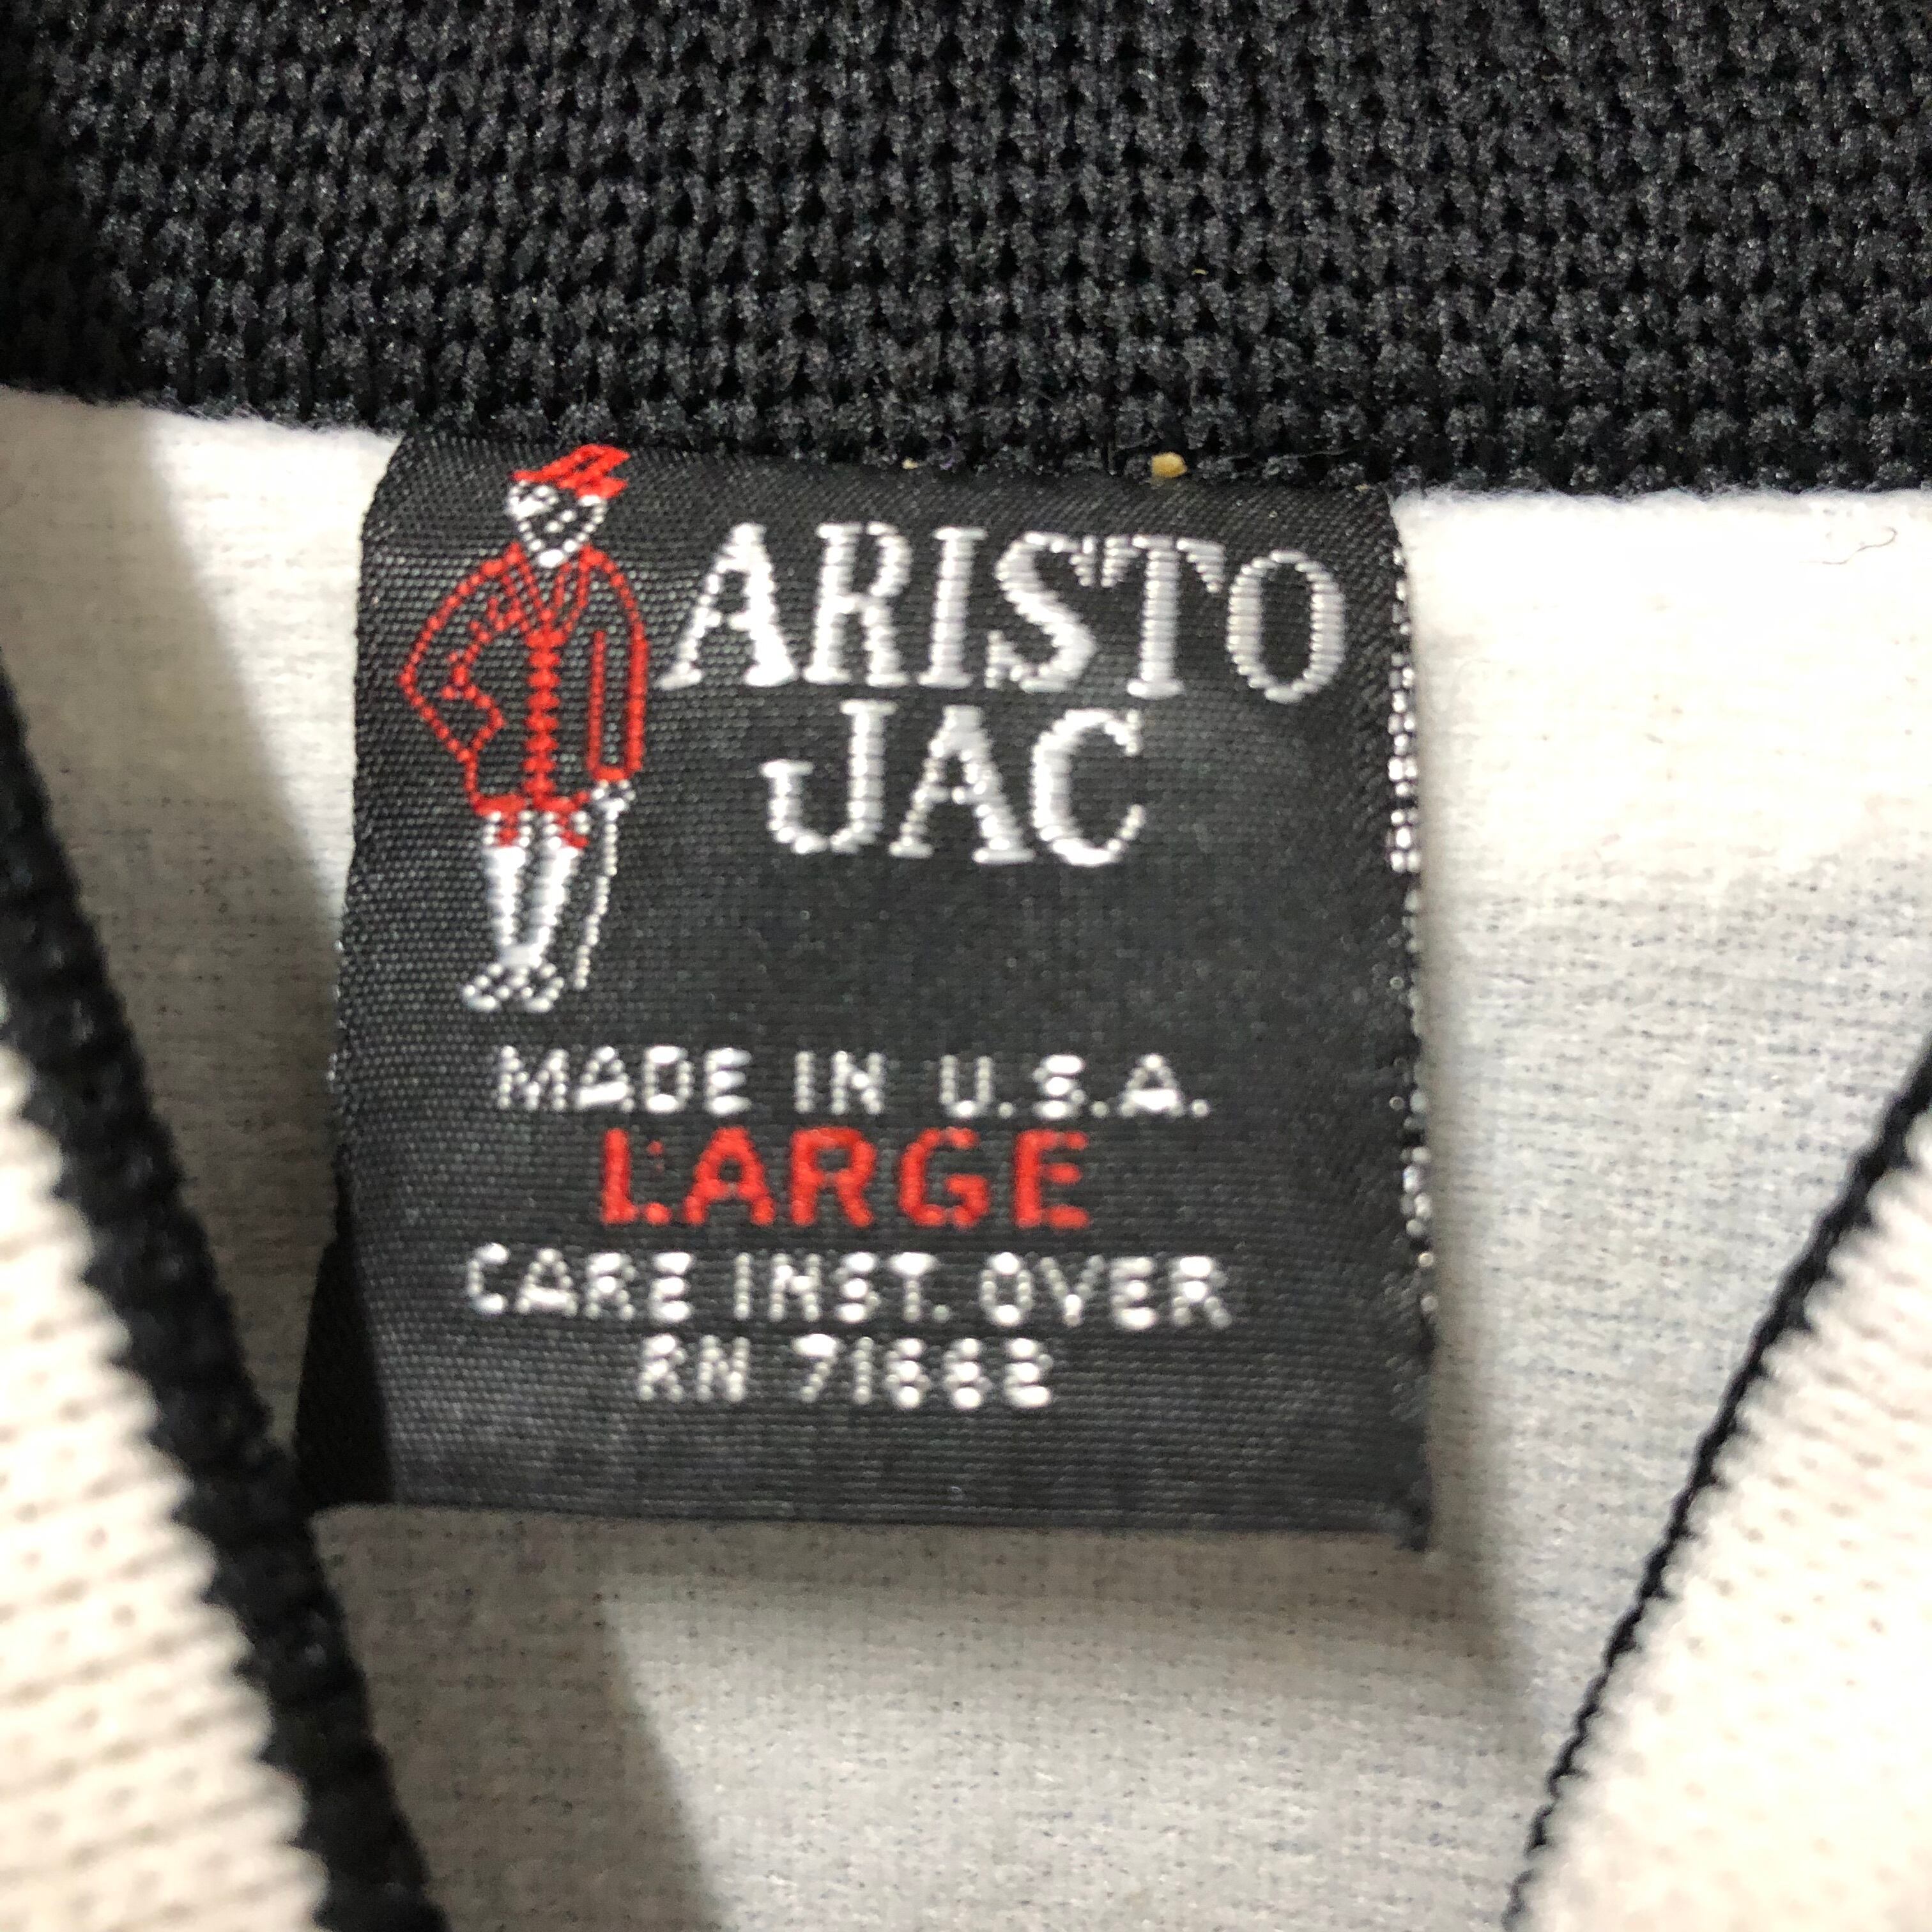 ARISTO
JAC
MADE IN U.S.A.
LARGE
CARE INST. OVER
RN 71662